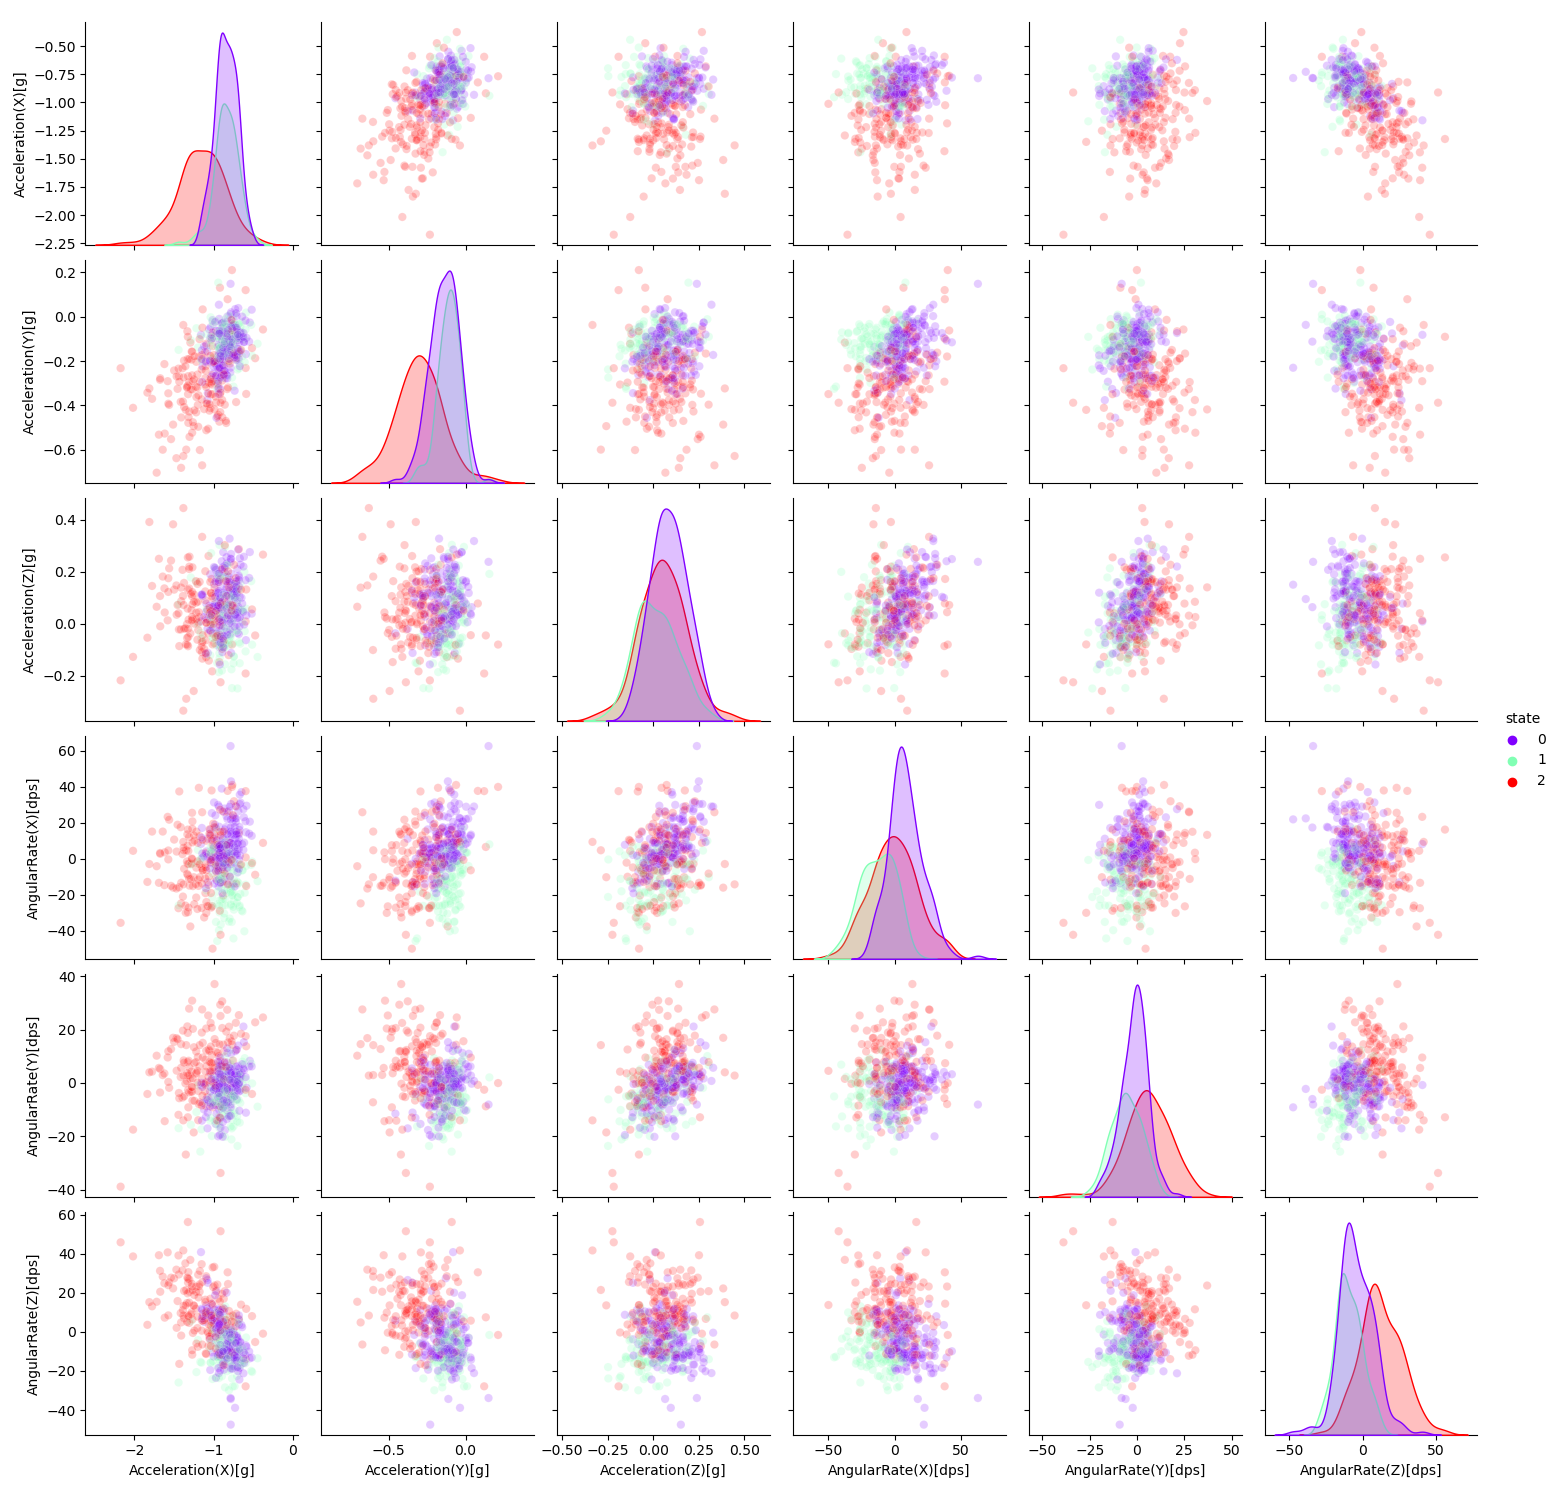 Acceleration(X)[g]
−0.50
−0.75
−1.00
−1.25
−1.50
−1.75
−2.00
−2.25
Acceleration(Y)[g]
0.2
0.0
−0.2
−0.4
−0.6
Acceleration(Z)[g]
0.4
0.2
0.0
−0.2
AngularRate(X)[dps]
60
40
20
0
−20
−40
AngularRate(Y)[dps]
40
20
0
−20
−40
AngularRate(Z)[dps]
60
40
20
0
−20
−40
−2 −1 0
Acceleration(X)[g]
−0.5 0.0
Acceleration(Y)[g]
−0.50 −0.25 0.00 0.25 0.50
Acceleration(Z)[g]
−50 0 50
AngularRate(X)[dps]
−50 −25 0 25 50
AngularRate(Y)[dps]
−50 0 50
AngularRate(Z)[dps]
state
0
1
2